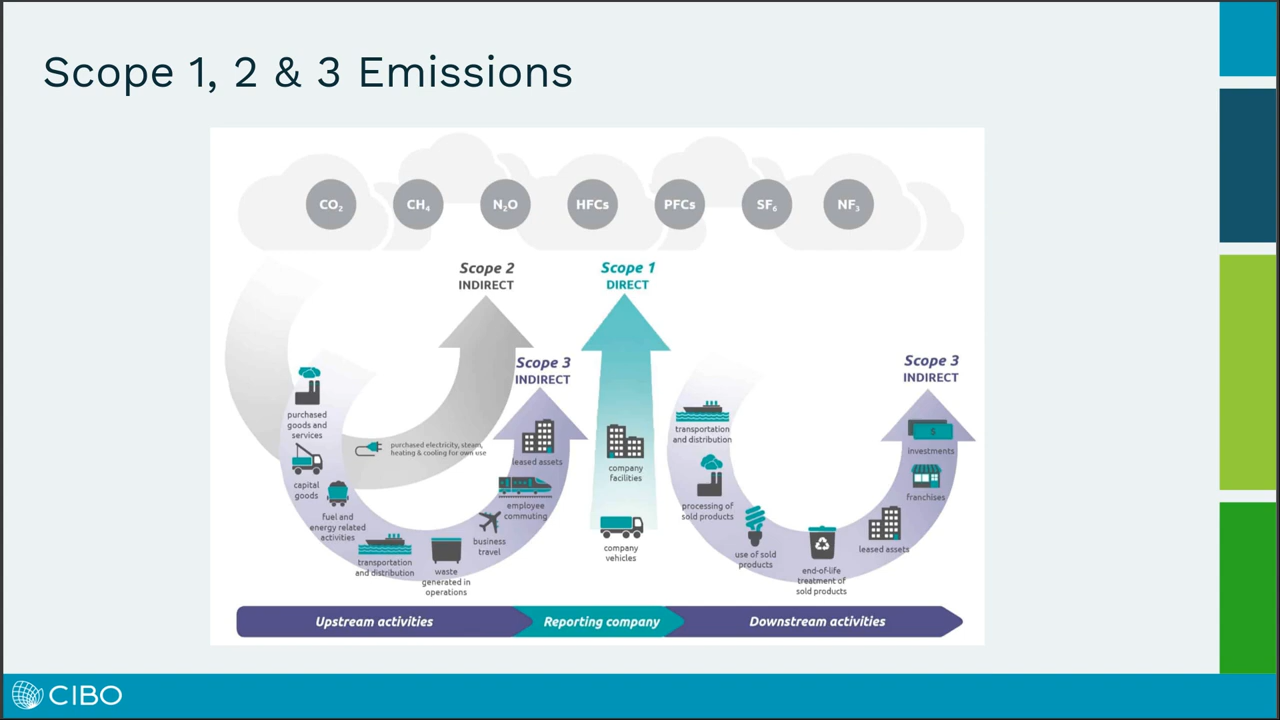 Scope 1, 2 & 3 Emissions
CO₂ CH₄ N₂O HFCs PFCs SF₆ NF₃
Scope 2
INDIRECT
Scope 1
DIRECT
Scope 3
INDIRECT
Scope 3
INDIRECT
purchased
goods and
services
capital
goods
fuel and
energy related
activities
transportation
and distribution
waste
generated in
operations
business
travel
employee
commuting
leased assets
purchased electricity, steam,
heating & cooling for own use
company
facilities
company
vehicles
transportation
and distribution
processing of
sold products
use of sold
products
end-of-life
treatment of
sold products
leased assets
franchises
investments
$
Upstream activities
Reporting company
Downstream activities
CIBO